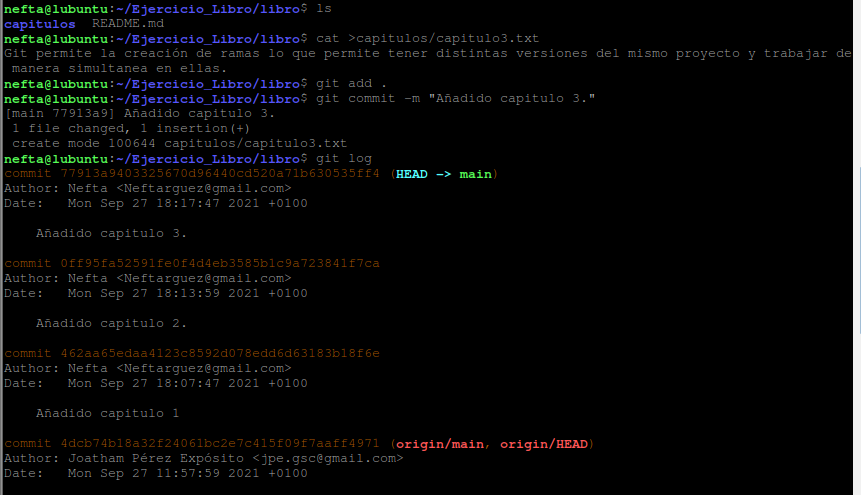 nefta@lubuntu:~/Ejercicio_Libro/libro$ ls
capitulos  README.md
nefta@lubuntu:~/Ejercicio_Libro/libro$ cat >capitulos/capitulo3.txt
Git permite la creación de ramas lo que permite tener distintas versiones del mismo proyecto y trabajar de
 manera simultanea en ellas.
nefta@lubuntu:~/Ejercicio_Libro/libro$ git add .
nefta@lubuntu:~/Ejercicio_Libro/libro$ git commit -m "Añadido capitulo 3."
[main 77913a9] Añadido capitulo 3.
 1 file changed, 1 insertion(+)
 create mode 100644 capitulos/capitulo3.txt
nefta@lubuntu:~/Ejercicio_Libro/libro$ git log
commit 77913a9403325670d96440cd520a71b630535ff4 (HEAD -> main)
Author: Nefta <Neftarguez@gmail.com>
Date:   Mon Sep 27 18:17:47 2021 +0100
    Añadido capitulo 3.
commit 0ff95fa52591fe0f4d4eb3585b1c9a723841f7ca
Author: Nefta <Neftarguez@gmail.com>
Date:   Mon Sep 27 18:13:59 2021 +0100
    Añadido capitulo 2.
commit 462aa65edaa4123c8592d078edd6d63183b18f6e
Author: Nefta <Neftarguez@gmail.com>
Date:   Mon Sep 27 18:07:47 2021 +0100
    Añadido capitulo 1
commit 4dcb74b18a32f24061bc2e7c415f09f7aaff4971 (origin/main, origin/HEAD)
Author: Joatham Pérez Expósito <jpe.gsc@gmail.com>
Date:   Mon Sep 27 11:57:59 2021 +0100